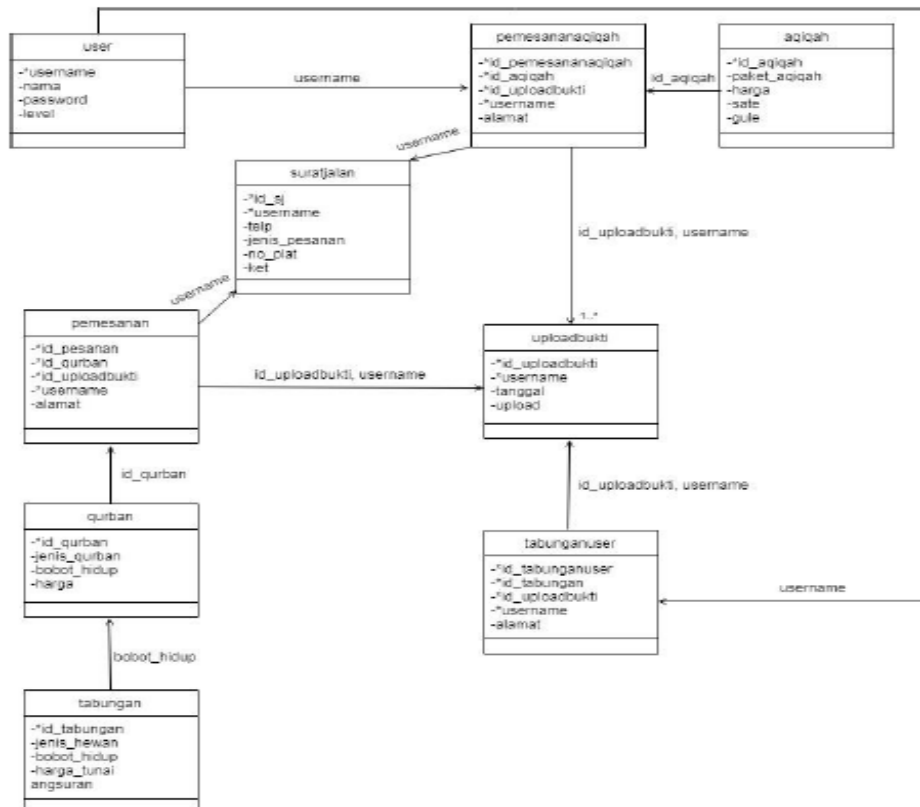 user
-*username
-nama
-password
-level
username
pemesananaqiqah
-*id_pemesananaqiqah
-*id_aqiqah
-*id_uploadbukti
-*username
-alamat
id_aqiqah
aqiqah
-*id_aqiqah
-paket_aqiqah
-harga
-sate
-gule
username
suratjalan
-*id_sj
-*username
-telp
-jenis_pesanan
-no_plat
-ket
id_uploadbukti, username
username
1..*
pemesanan
-*id_pesanan
-*id_qurban
-*id_uploadbukti
-*username
-alamat
id_uploadbukti, username
uploadbukti
-*id_uploadbukti
-*username
-tanggal
-upload
id_qurban
id_uploadbukti, username
qurban
-*id_qurban
-jenis_qurban
-bobot_hidup
-harga
tabunganuser
-*id_tabunganuser
-*id_tabungan
-*id_uploadbukti
-*username
-alamat
username
bobot_hidup
tabungan
-*id_tabungan
-jenis_hewan
-bobot_hidup
-harga_tunai
angsuran